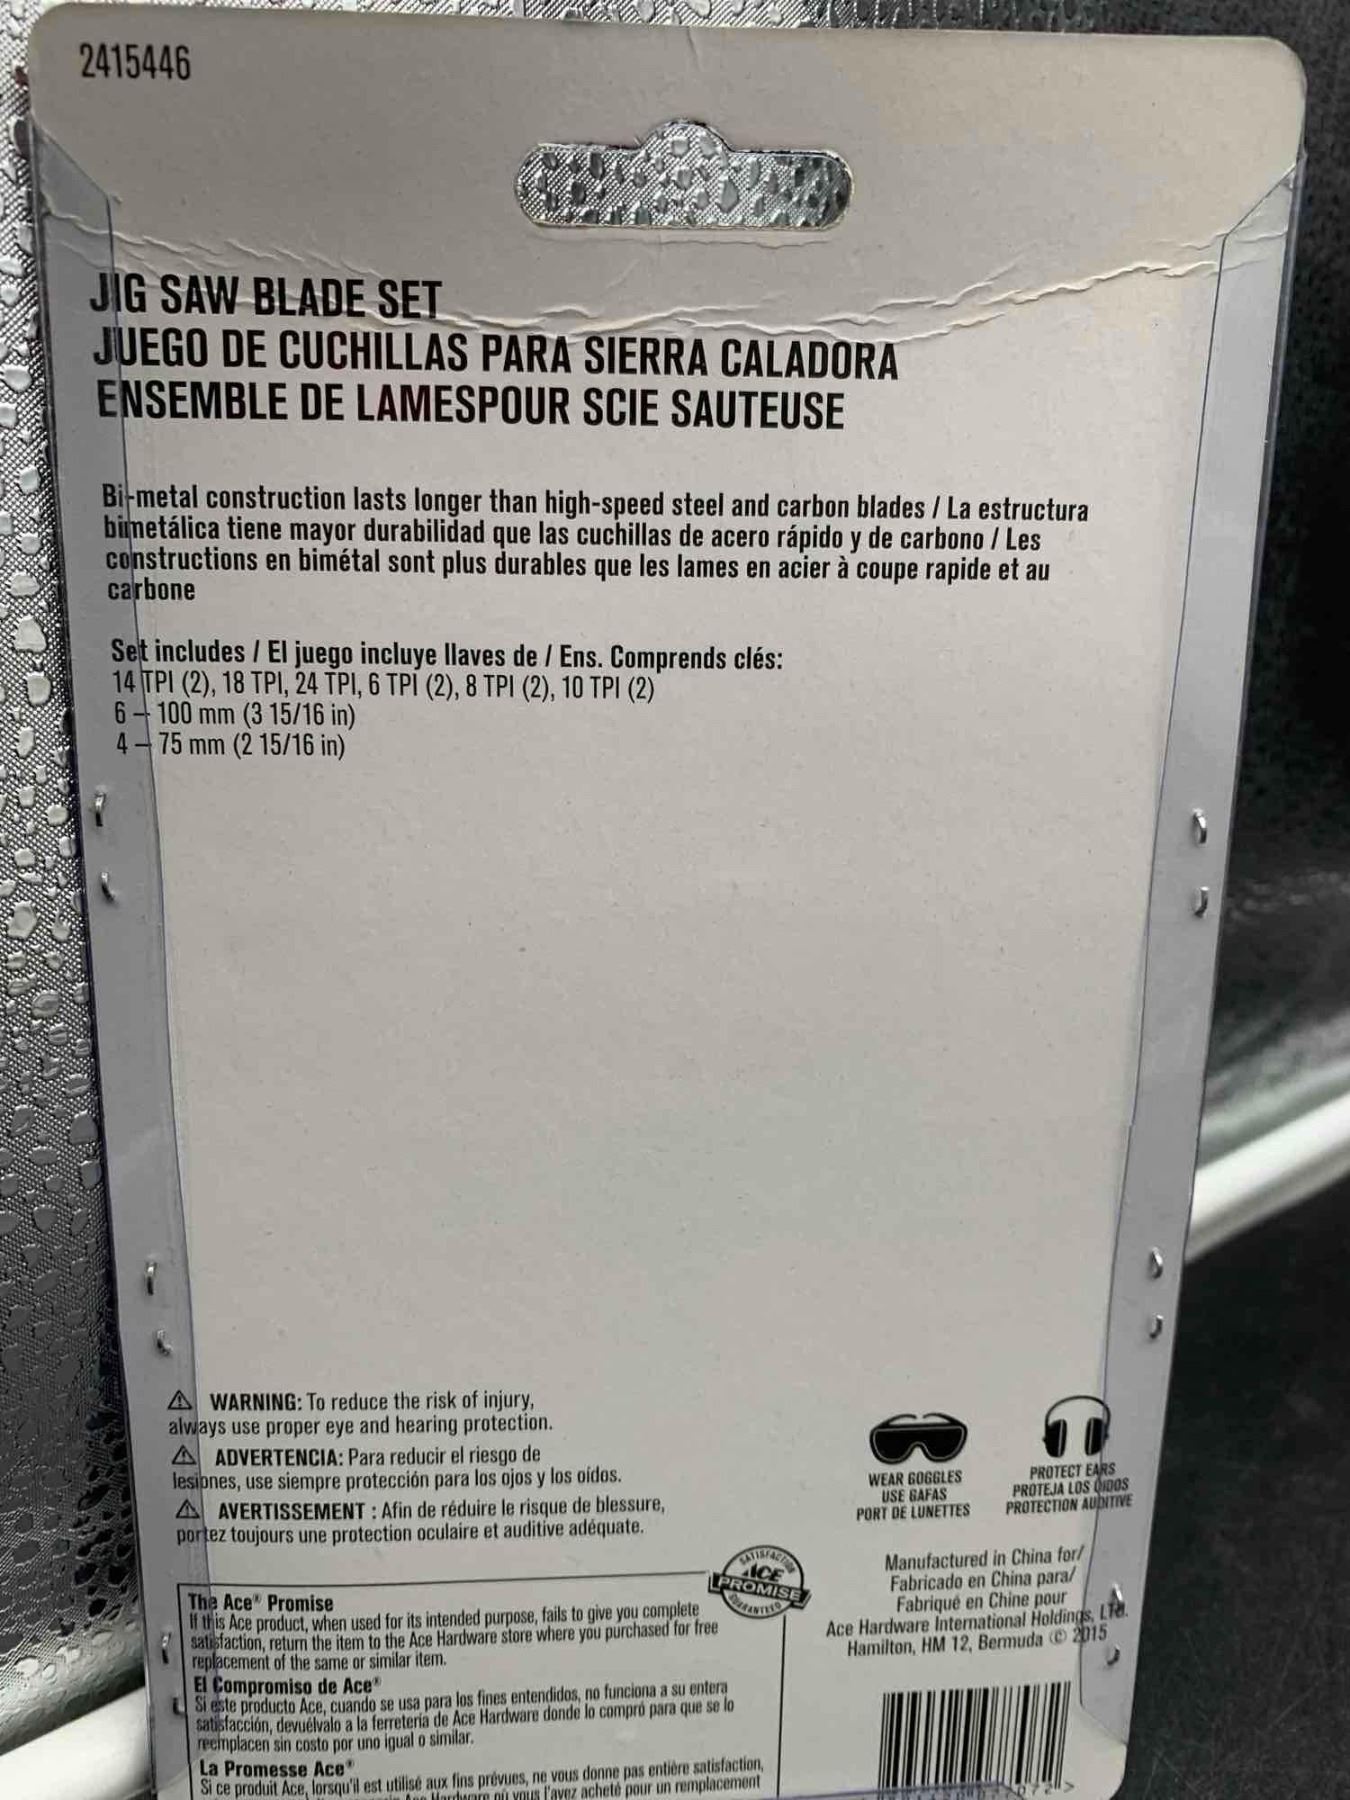 2415446
JIG SAW BLADE SET
JUEGO DE CUCHILLAS PARA SIERRA CALADORA
ENSEMBLE DE LAMESPOUR SCIE SAUTEUSE
Bi-metal construction lasts longer than high-speed steel and carbon blades / La estructura
bimetálica tiene mayor durabilidad que las cuchillas de acero rápido y de carbono / Les
constructions en bimétal sont plus durables que les lames en acier à coupe rapide et au
carbone
Set includes / El juego incluye llaves de / Ens. Comprends clés:
14 TPI (2), 18 TPI, 24 TPI, 6 TPI (2), 8 TPI (2), 10 TPI (2)
6 – 100 mm (3 15/16 in)
4 – 75 mm (2 15/16 in)
⚠ WARNING: To reduce the risk of injury,
always use proper eye and hearing protection.
⚠ ADVERTENCIA: Para reducir el riesgo de
lesiones, use siempre protección para los ojos y los oídos.
⚠ AVERTISSEMENT : Afin de réduire le risque de blessure,
portez toujours une protection oculaire et auditive adéquate.
WEAR GOGGLES
USE GAFAS
PORT DE LUNETTES
PROTECT EARS
PROTEJA LOS OÍDOS
PROTECTION AUDITIVE
SATISFACTION
ACE
PROMISE
GUARANTEED
Manufactured in China for/
Fabricado en China para/
Fabriqué en Chine pour
Ace Hardware International Holdings, Ltd.
Hamilton, HM 12, Bermuda © 2015
The Ace® Promise
If this Ace product, when used for its intended purpose, fails to give you complete
satisfaction, return the item to the Ace Hardware store where you purchased for free
replacement of the same or similar item.
El Compromiso de Ace®
Si este producto Ace, cuando se usa para los fines entendidos, no funciona a su entera
satisfacción, devuélvalo a la ferretería de Ace Hardware donde lo compró para que se lo
reemplacen sin costo por uno igual o similar.
La Promesse Ace®
Si ce produit Ace, lorsqu'il est utilisé aux fins prévues, ne vous donne pas entière satisfaction,
Ace Hardware où vous l'avez acheté pour un remplacement